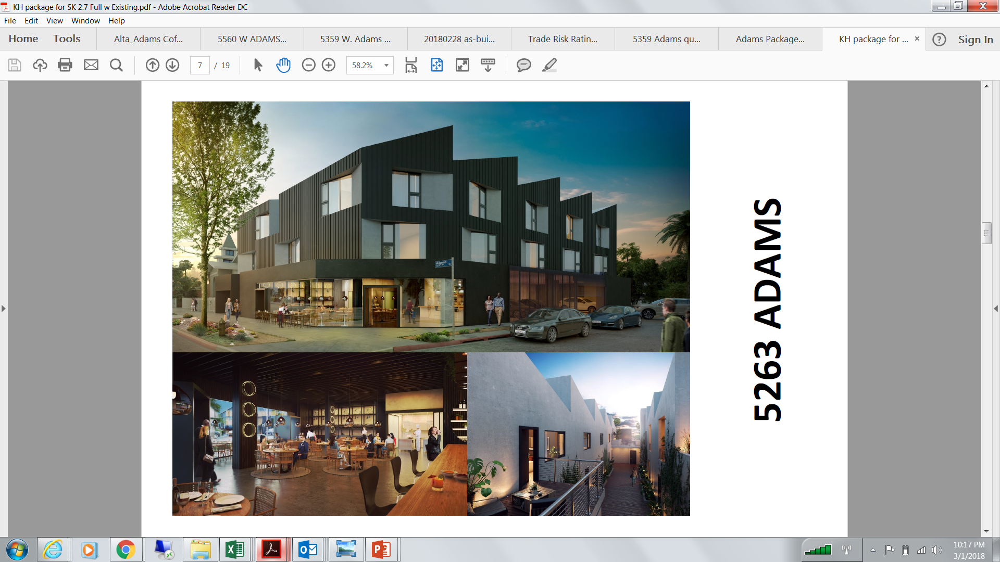 KH package for SK 2.7 Full w Existing.pdf - Adobe Acrobat Reader DC
File Edit View Window Help
Home Tools Alta_Adams Cof... 5560 W ADAMS... 5359 W. Adams ... 20180228 as-bui... Trade Risk Ratin... 5359 Adams qu... Adams Package... KH package for ... Sign In
7 / 19 58.2%
Adams
5263 ADAMS
10:17 PM
3/1/2018